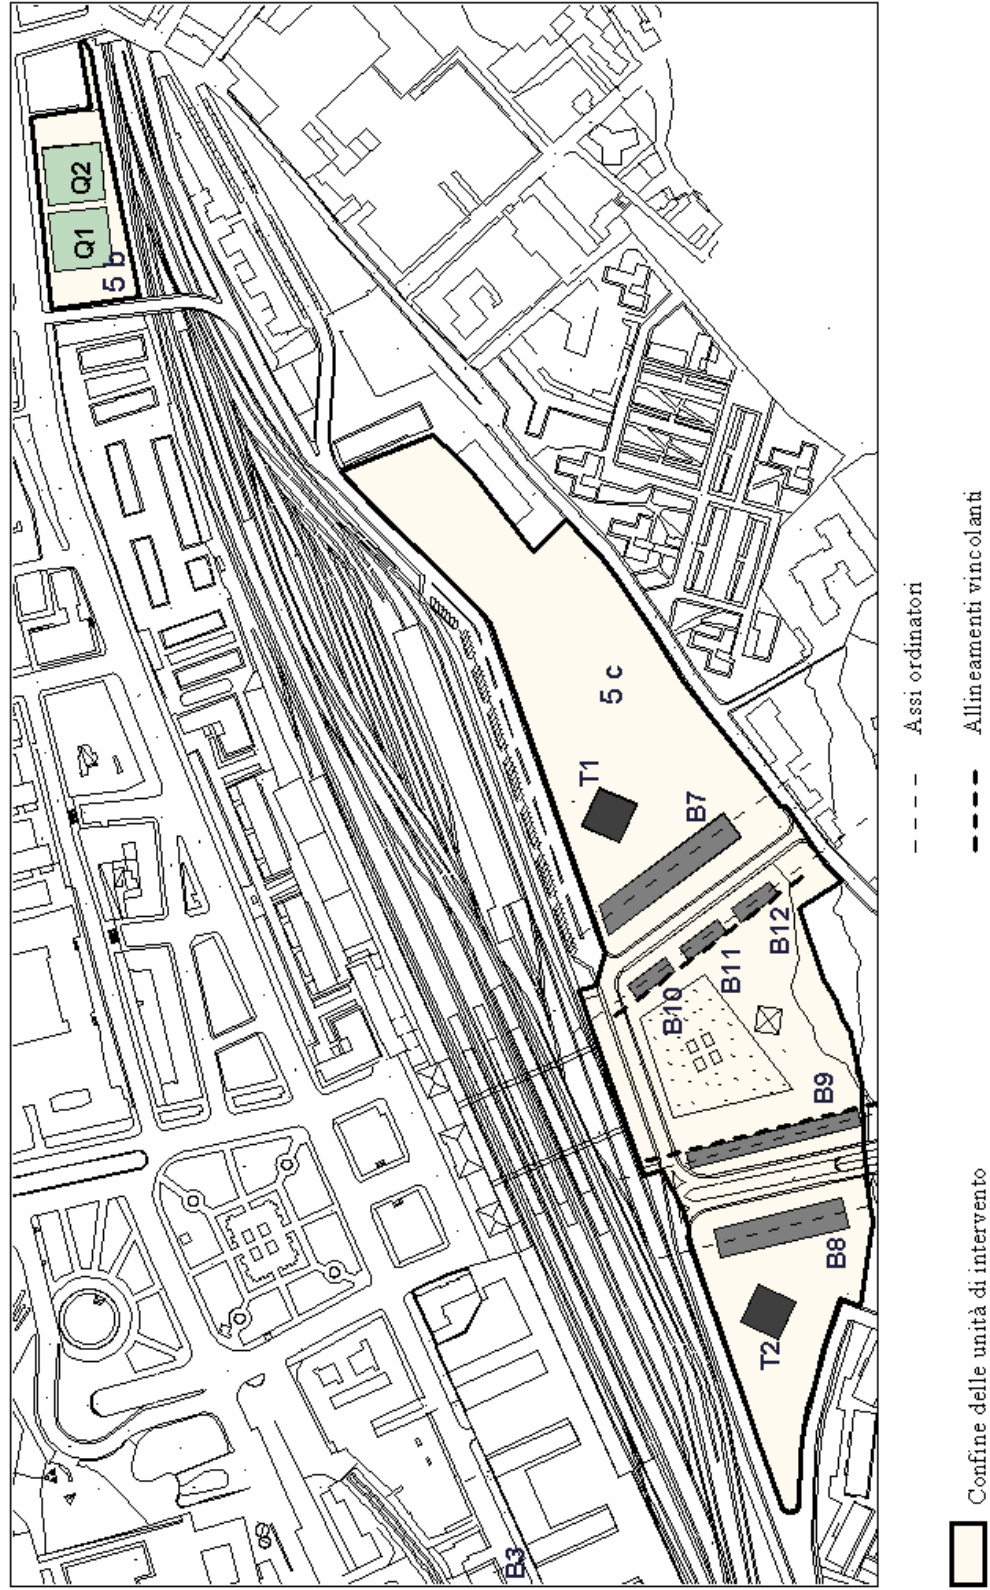 Q1
Q2
5 b
5 c
T1
B7
B10
B11
B12
B9
B8
T2
B3
Confine delle unità di intervento
Assi ordinatori
Allineamenti vincolanti